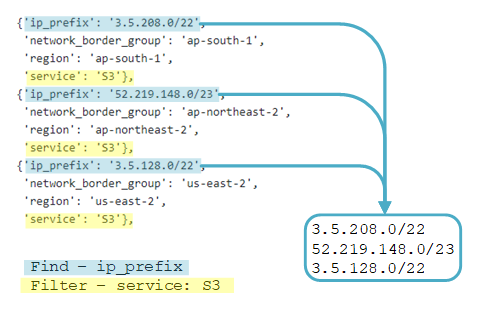 {'ip_prefix': '3.5.208.0/22',
'network_border_group': 'ap-south-1',
'region': 'ap-south-1',
'service': 'S3'},
{'ip_prefix': '52.219.148.0/23',
'network_border_group': 'ap-northeast-2',
'region': 'ap-northeast-2',
'service': 'S3'},
{'ip_prefix': '3.5.128.0/22',
'network_border_group': 'us-east-2',
'region': 'us-east-2',
'service': 'S3'},
3.5.208.0/22
52.219.148.0/23
3.5.128.0/22
Find – ip_prefix
Filter – service: S3